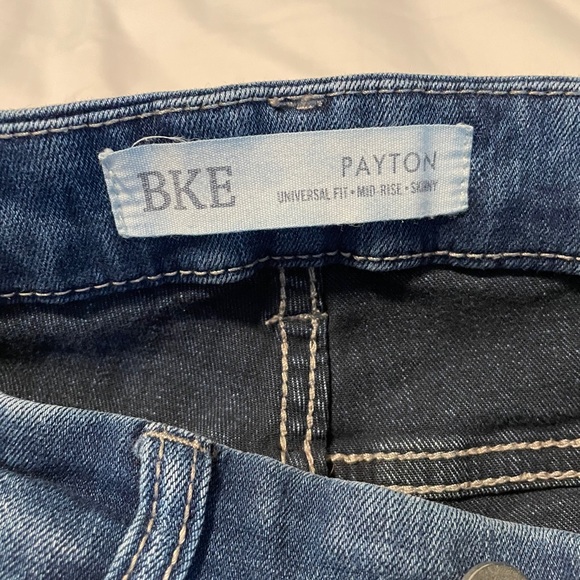 BKE
PAYTON
UNIVERSAL FIT • MID-RISE • SKINNY